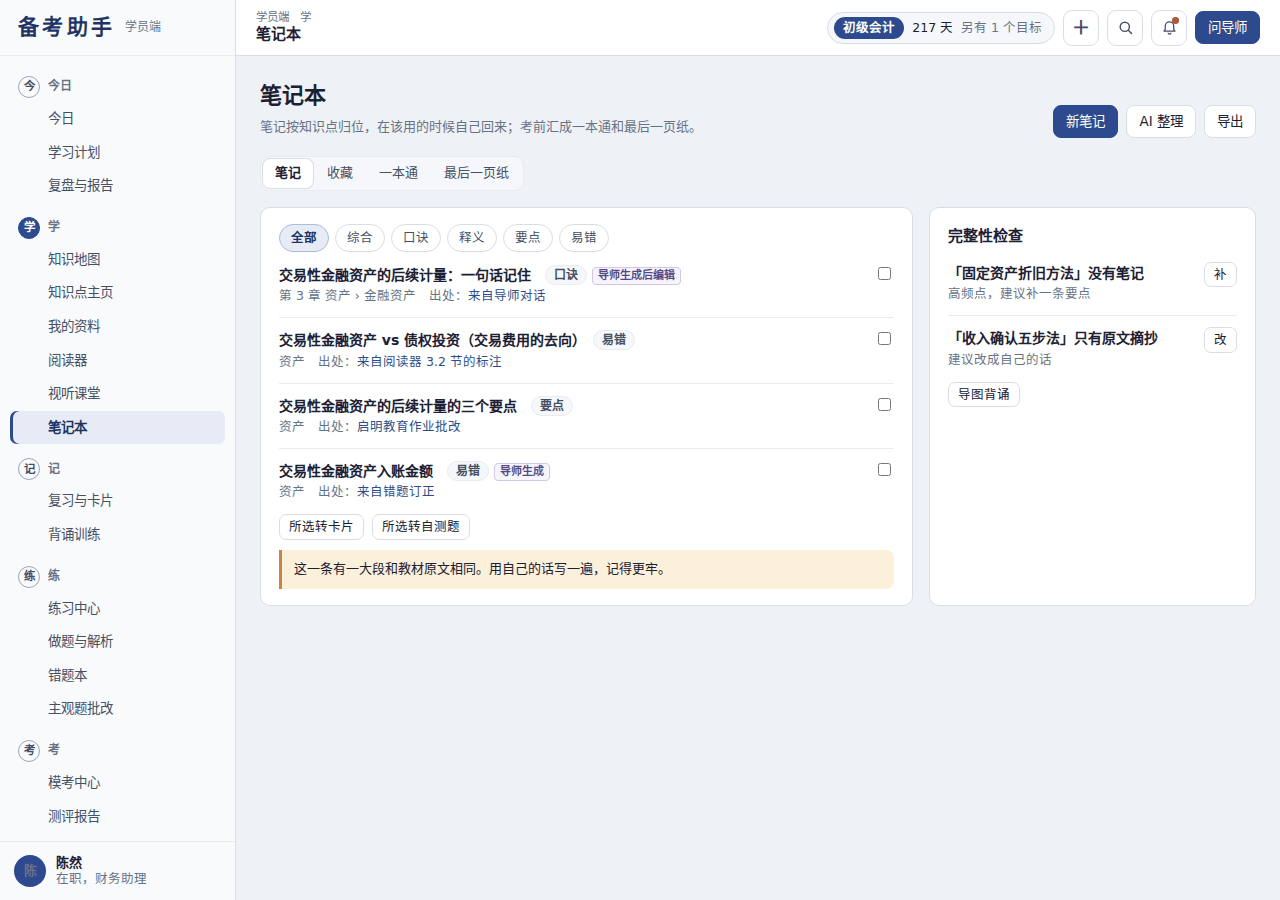 备考助手 学员端
今 今日
今日
学习计划
复盘与报告
学 学
知识地图
知识点主页
我的资料
阅读器
视听课堂
笔记本
记 记
复习与卡片
背诵训练
练 练
练习中心
做题与解析
错题本
主观题批改
考 考
模考中心
测评报告
陈 陈然
在职，财务助理
学员端 学
笔记本
初级会计 217 天 另有 1 个目标
问导师
笔记本
笔记按知识点归位，在该用的时候自己回来；考前汇成一本通和最后一页纸。
新笔记 AI 整理 导出
笔记 收藏 一本通 最后一页纸
全部 综合 口诀 释义 要点 易错
交易性金融资产的后续计量：一句话记住 口诀 导师生成后编辑
第 3 章 资产 › 金融资产 出处：来自导师对话
交易性金融资产 vs 债权投资（交易费用的去向） 易错
资产 出处：来自阅读器 3.2 节的标注
交易性金融资产的后续计量的三个要点 要点
资产 出处：启明教育作业批改
交易性金融资产入账金额 易错 导师生成
资产 出处：来自错题订正
所选转卡片 所选转自测题
这一条有一大段和教材原文相同。用自己的话写一遍，记得更牢。
完整性检查
「固定资产折旧方法」没有笔记 补
高频点，建议补一条要点
「收入确认五步法」只有原文摘抄 改
建议改成自己的话
导图背诵